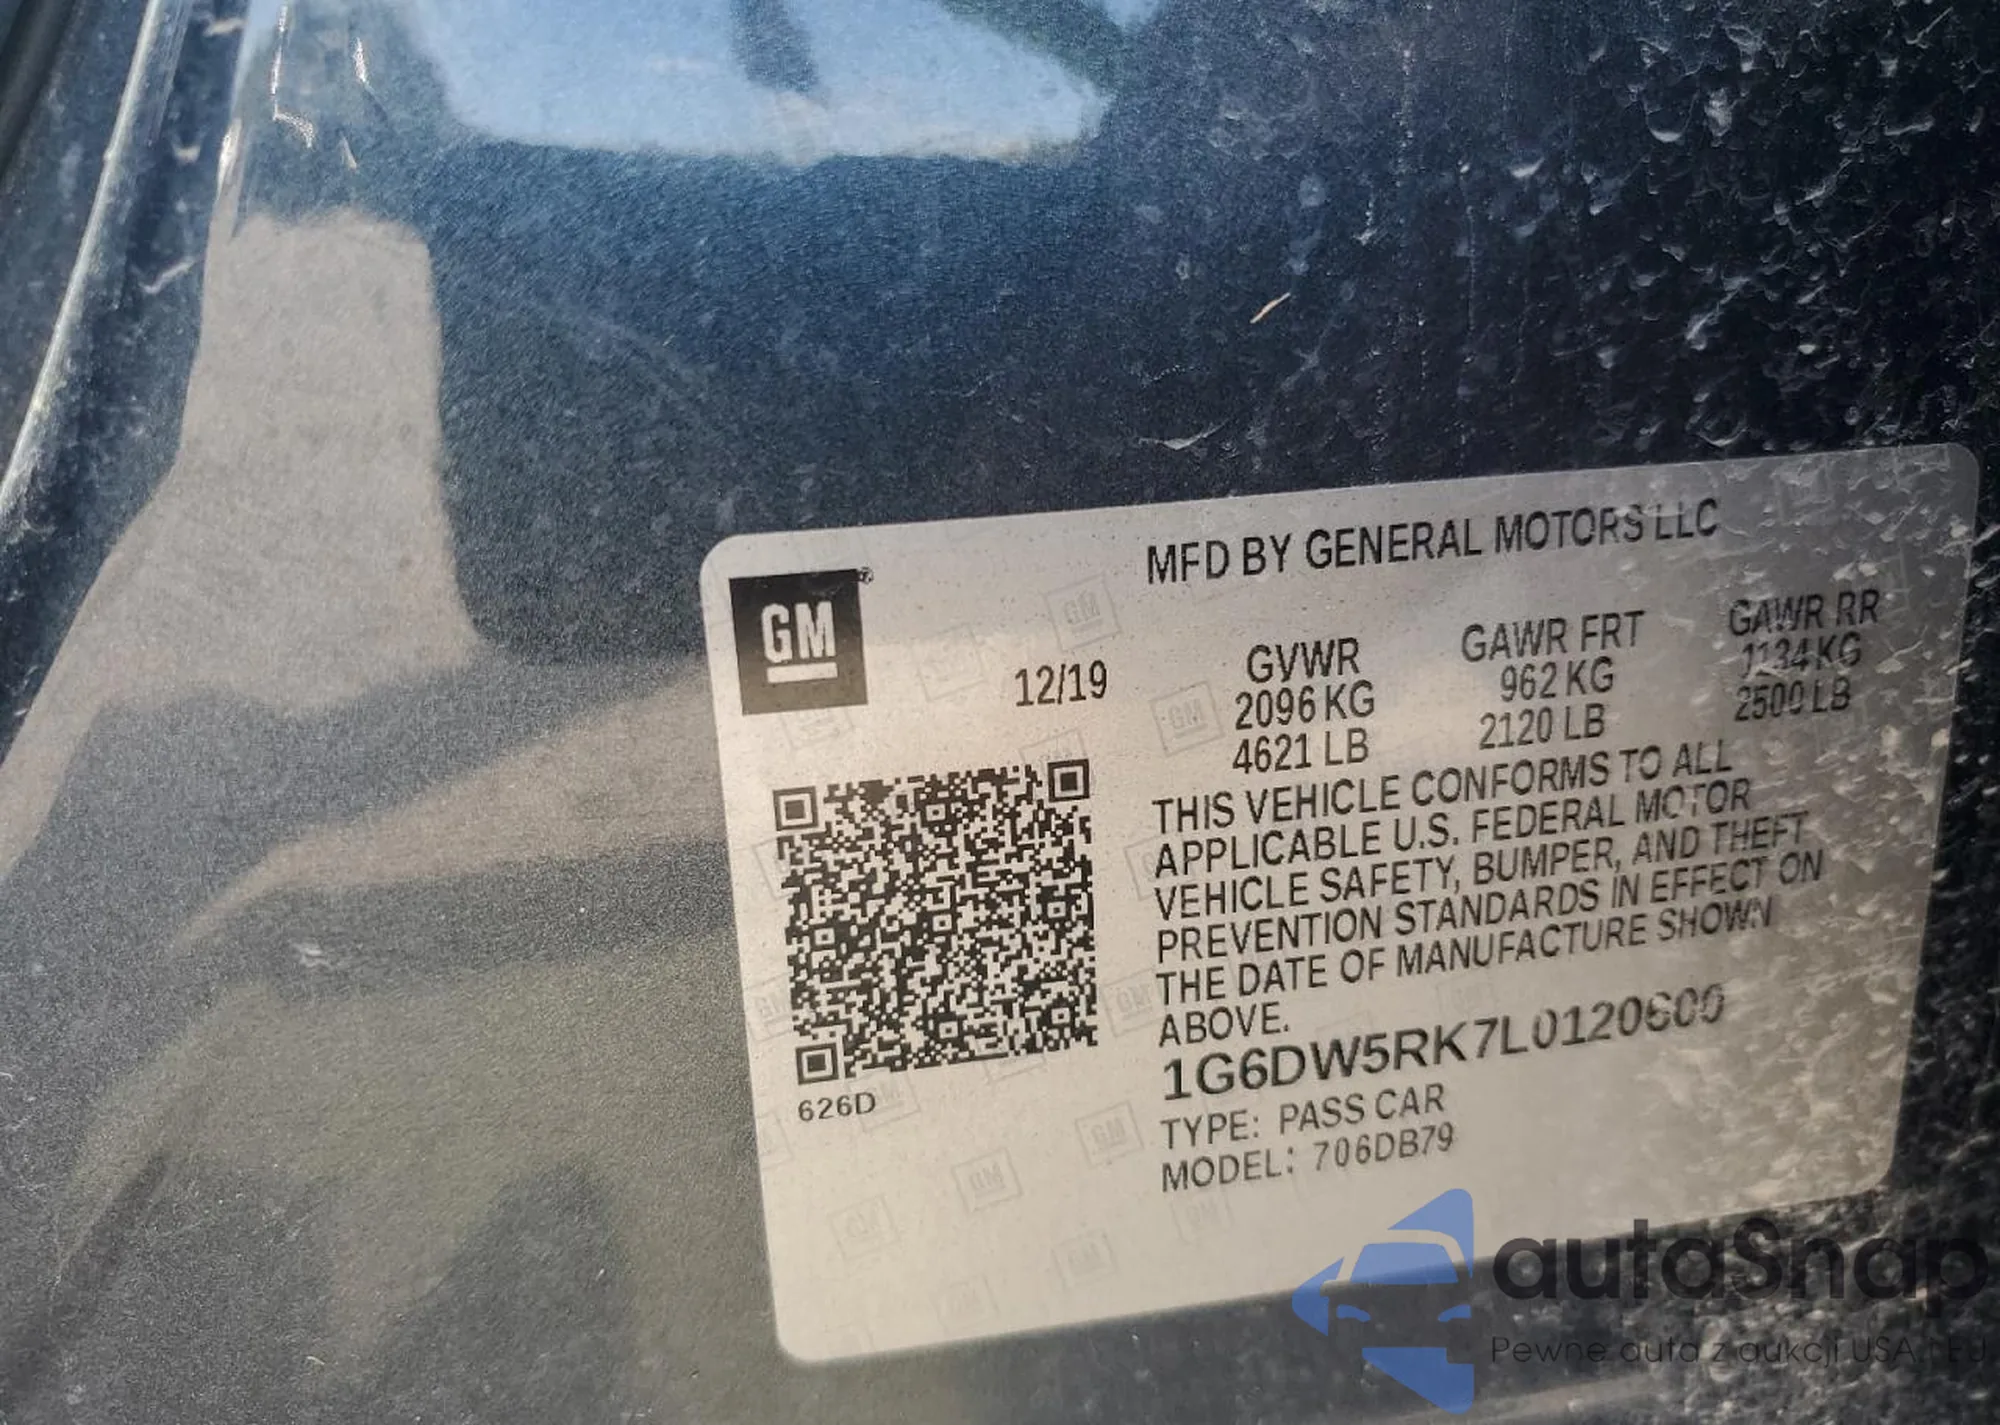 MFD BY GENERAL MOTORS LLC
GM
12/19
GVWR
2096 KG
4621 LB
GAWR FRT
962 KG
2120 LB
GAWR RR
1134 KG
2500 LB
THIS VEHICLE CONFORMS TO ALL
APPLICABLE U.S. FEDERAL MOTOR
VEHICLE SAFETY, BUMPER, AND THEFT
PREVENTION STANDARDS IN EFFECT ON
THE DATE OF MANUFACTURE SHOWN
ABOVE.
1G6DW5RK7L0120600
TYPE: PASS CAR
MODEL: 706DB79
626D
autaSnap
Pewne auta z aukcji USA i EU